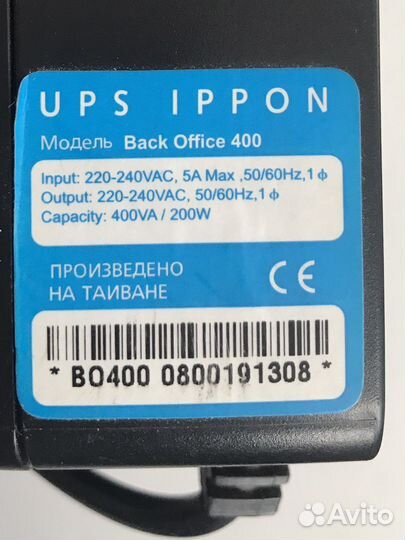 UPS IPPON
Модель Back Office 400
Input: 220-240VAC, 5A Max ,50/60Hz,1 ϕ
Output: 220-240VAC, 50/60Hz,1 ϕ
Capacity: 400VA / 200W
ПРОИЗВЕДЕНО
НА ТАИВАНЕ
CE
* BO400 0800191308 *
Avito